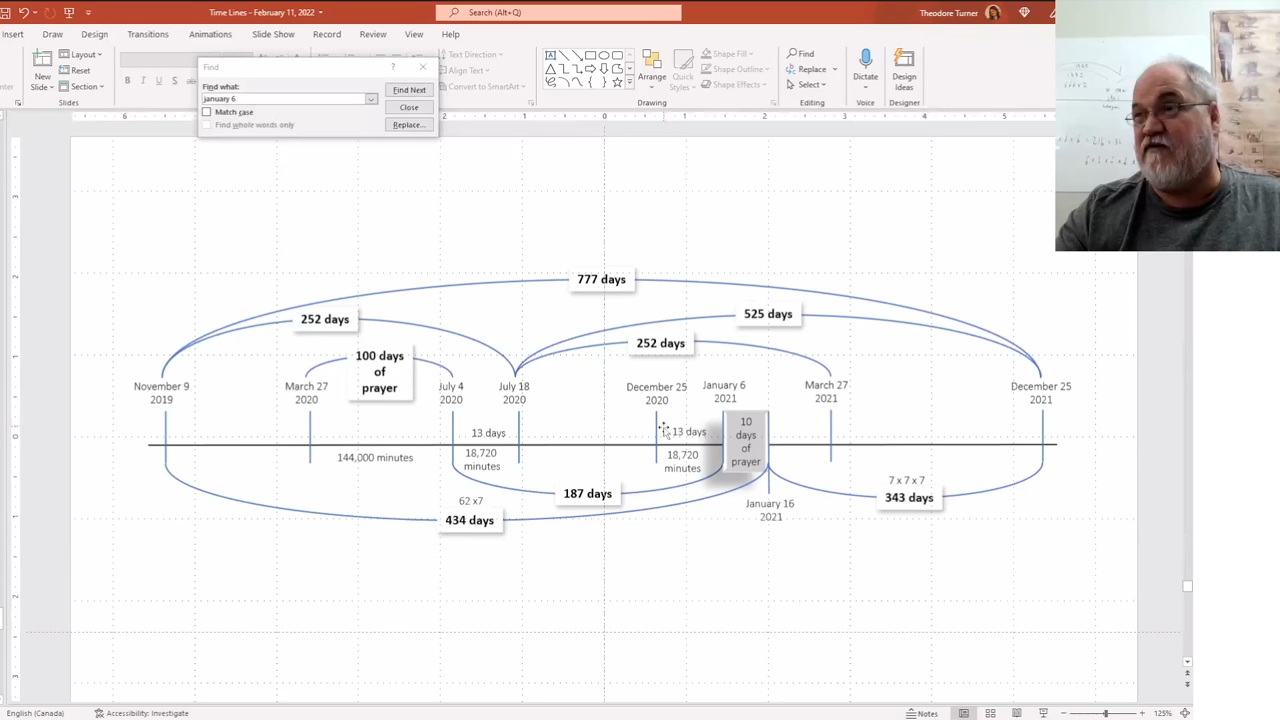 Time Lines - February 11, 2022
Search (Alt+Q)
Theodore Turner
Insert
Draw
Design
Transitions
Animations
Slide Show
Record
Review
View
Help
New
Slide
Layout
Reset
Section
Slides
Text Direction
Align Text
Convert to SmartArt
Drawing
Arrange
Quick
Styles
Shape Fill
Shape Outline
Shape Effects
Find
Replace
Select
Editing
Dictate
Voice
Design
Ideas
Designer
Find
?
Find what:
january 6
Match case
Find whole words only
Find Next
Close
Replace...
777 days
252 days
525 days
252 days
100 days
of
prayer
November 9
2019
March 27
2020
July 4
2020
July 18
2020
December 25
2020
January 6
2021
March 27
2021
December 25
2021
13 days
18,720
minutes
144,000 minutes
13 days
18,720
minutes
10
days
of
prayer
187 days
62 x7
434 days
January 16
2021
7 x 7 x 7
343 days
English (Canada)
Accessibility: Investigate
Notes
125%